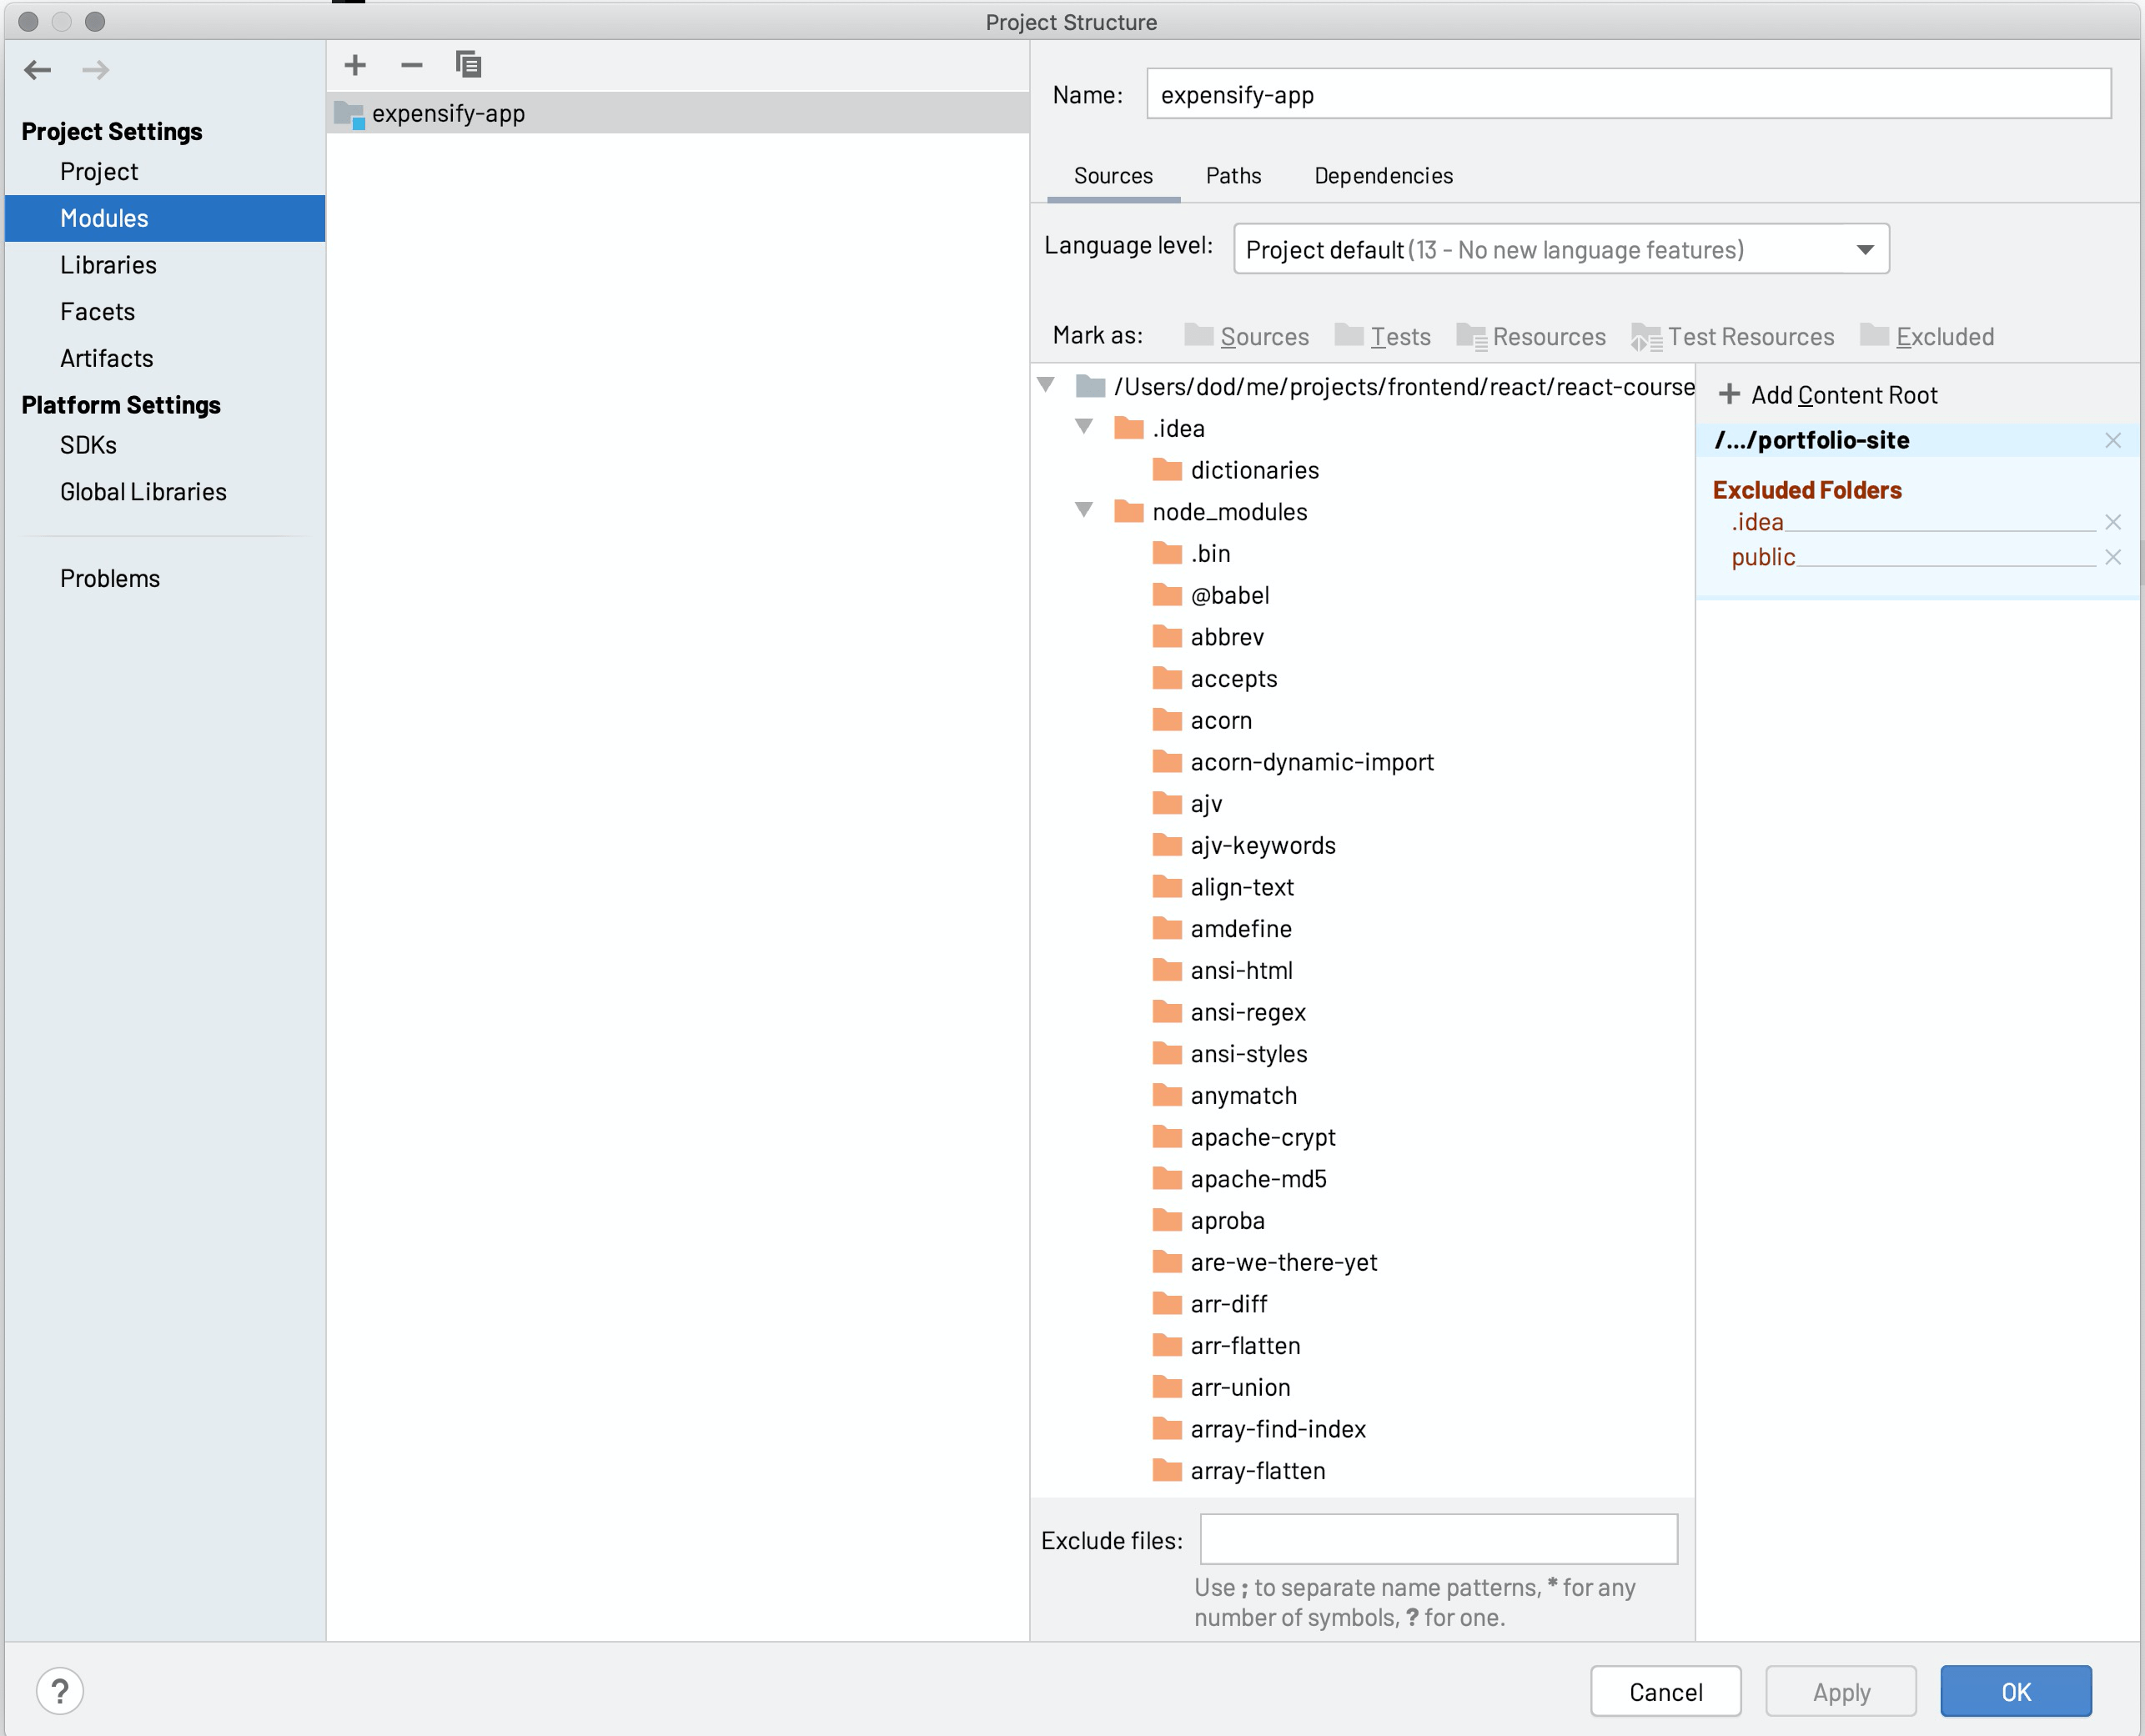 Project Structure
Project Settings
Project
Modules
Libraries
Facets
Artifacts
Platform Settings
SDKs
Global Libraries
Problems
expensify-app
Name: expensify-app
Sources Paths Dependencies
Language level: Project default (13 - No new language features)
Mark as: Sources Tests Resources Test Resources Excluded
/Users/dod/me/projects/frontend/react/react-course
.idea
dictionaries
node_modules
.bin
@babel
abbrev
accepts
acorn
acorn-dynamic-import
ajv
ajv-keywords
align-text
amdefine
ansi-html
ansi-regex
ansi-styles
anymatch
apache-crypt
apache-md5
aproba
are-we-there-yet
arr-diff
arr-flatten
arr-union
array-find-index
array-flatten
Exclude files:
Use ; to separate name patterns, * for any
number of symbols, ? for one.
+ Add Content Root
/.../portfolio-site
Excluded Folders
.idea
public
?
Cancel Apply OK